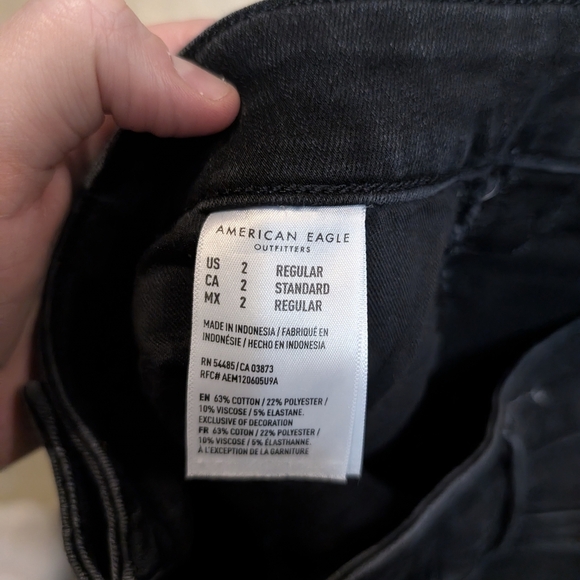 AMERICAN EAGLE
OUTFITTERS
US 2 REGULAR
CA 2 STANDARD
MX 2 REGULAR
MADE IN INDONESIA / FABRIQUÉ EN
INDONÉSIE / HECHO EN INDONESIA
RN 54485 / CA 03873
RFC# AEM120605U9A
EN 63% COTTON / 22% POLYESTER /
10% VISCOSE / 5% ELASTANE.
EXCLUSIVE OF DECORATION
FR 63% COTON / 22% POLYESTER /
10% VISCOSE / 5% ÉLASTHANNE.
À L'EXCEPTION DE LA GARNITURE